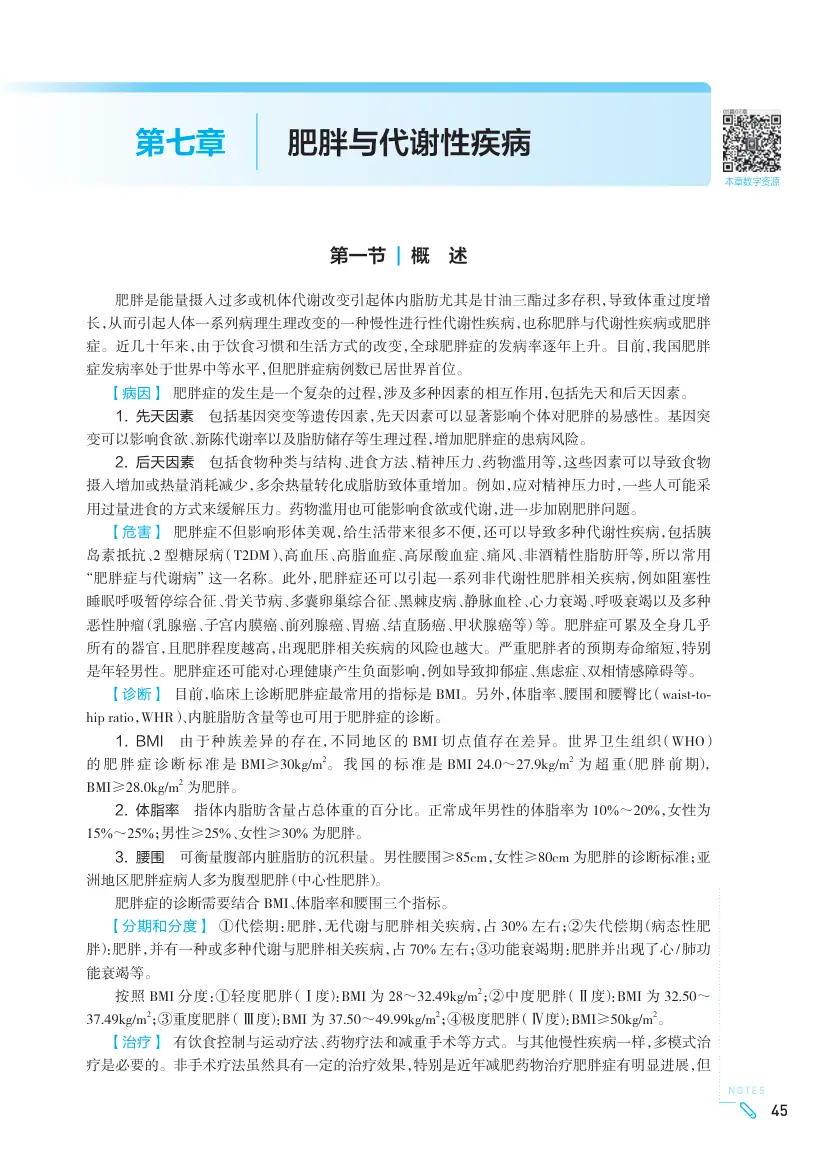 第七章
肥胖与代谢性疾病
本章数字资源
第一节 | 概 述
肥胖是能量摄入过多或机体代谢改变引起体内脂肪尤其是甘油三酯过多存积,导致体重过度增
长,从而引起人体一系列病理生理改变的一种慢性进行性代谢性疾病,也称肥胖与代谢性疾病或肥胖
症。近几十年来,由于饮食习惯和生活方式的改变,全球肥胖症的发病率逐年上升。目前,我国肥胖
症发病率处于世界中等水平,但肥胖症病例数已居世界首位。
【病因】 肥胖症的发生是一个复杂的过程,涉及多种因素的相互作用,包括先天和后天因素。
1. 先天因素 包括基因突变等遗传因素,先天因素可以显著影响个体对肥胖的易感性。基因突
变可以影响食欲、新陈代谢率以及脂肪储存等生理过程,增加肥胖症的患病风险。
2. 后天因素 包括食物种类与结构、进食方法、精神压力、药物滥用等,这些因素可以导致食物
摄入增加或热量消耗减少,多余热量转化成脂肪致体重增加。例如,应对精神压力时,一些人可能采
用过量进食的方式来缓解压力。药物滥用也可能影响食欲或代谢,进一步加剧肥胖问题。
【危害】 肥胖症不但影响形体美观,给生活带来很多不便,还可以导致多种代谢性疾病,包括胰
岛素抵抗、2 型糖尿病(T2DM)、高血压、高脂血症、高尿酸血症、痛风、非酒精性脂肪肝等,所以常用
“肥胖症与代谢病”这一名称。此外,肥胖症还可以引起一系列非代谢性肥胖相关疾病,例如阻塞性
睡眠呼吸暂停综合征、骨关节病、多囊卵巢综合征、黑棘皮病、静脉血栓、心力衰竭、呼吸衰竭以及多种
恶性肿瘤(乳腺癌、子宫内膜癌、前列腺癌、胃癌、结直肠癌、甲状腺癌等)等。肥胖症可累及全身几乎
所有的器官,且肥胖程度越高,出现肥胖相关疾病的风险也越大。严重肥胖者的预期寿命缩短,特别
是年轻男性。肥胖症还可能对心理健康产生负面影响,例如导致抑郁症、焦虑症、双相情感障碍等。
【诊断】 目前,临床上诊断肥胖症最常用的指标是 BMI。另外,体脂率、腰围和腰臀比(waist-to-
hip ratio,WHR)、内脏脂肪含量等也可用于肥胖症的诊断。
1. BMI 由于种族差异的存在,不同地区的 BMI 切点值存在差异。世界卫生组织(WHO)
的肥胖症诊断标准是 BMI≥30kg/m²。我国的标准是 BMI 24.0～27.9kg/m² 为超重(肥胖前期),
BMI≥28.0kg/m² 为肥胖。
2. 体脂率 指体内脂肪含量占总体重的百分比。正常成年男性的体脂率为 10%～20%,女性为
15%～25%;男性≥25%、女性≥30% 为肥胖。
3. 腰围 可衡量腹部内脏脂肪的沉积量。男性腰围≥85cm,女性≥80cm 为肥胖的诊断标准;亚
洲地区肥胖症病人多为腹型肥胖(中心性肥胖)。
肥胖症的诊断需要结合 BMI、体脂率和腰围三个指标。
【分期和分度】 ①代偿期:肥胖,无代谢与肥胖相关疾病,占 30% 左右;②失代偿期(病态性肥
胖):肥胖,并有一种或多种代谢与肥胖相关疾病,占 70% 左右;③功能衰竭期:肥胖并出现了心/肺功
能衰竭等。
按照 BMI 分度:①轻度肥胖(Ⅰ度):BMI 为 28～32.49kg/m²;②中度肥胖(Ⅱ度):BMI 为 32.50～
37.49kg/m²;③重度肥胖(Ⅲ度):BMI 为 37.50～49.99kg/m²;④极度肥胖(Ⅳ度):BMI≥50kg/m²。
【治疗】 有饮食控制与运动疗法、药物疗法和减重手术等方式。与其他慢性疾病一样,多模式治
疗是必要的。非手术疗法虽然具有一定的治疗效果,特别是近年减肥药物治疗肥胖症有明显进展,但
NOTES
45